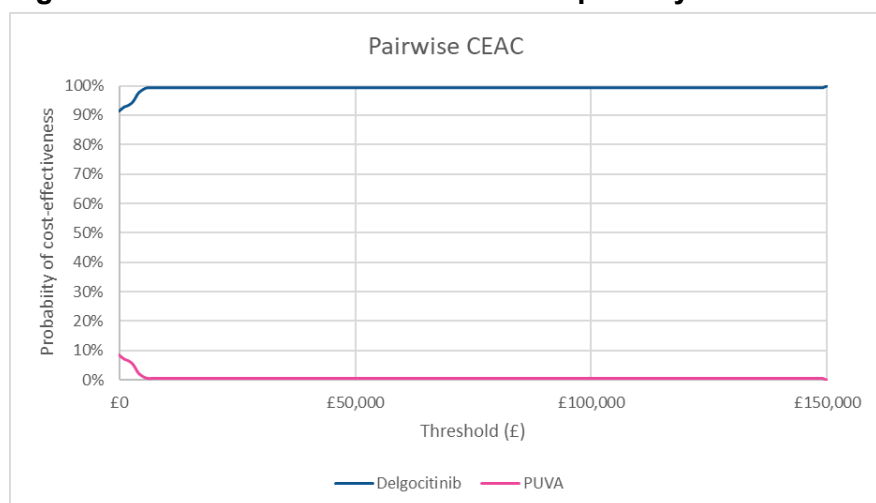 Pairwise CEAC
100%
90%
80%
70%
60%
50%
40%
30%
20%
10%
0%
Probabiity of cost-effectiveness
£0 £50,000 £100,000 £150,000
Threshold (£)
Delgocitinib PUVA